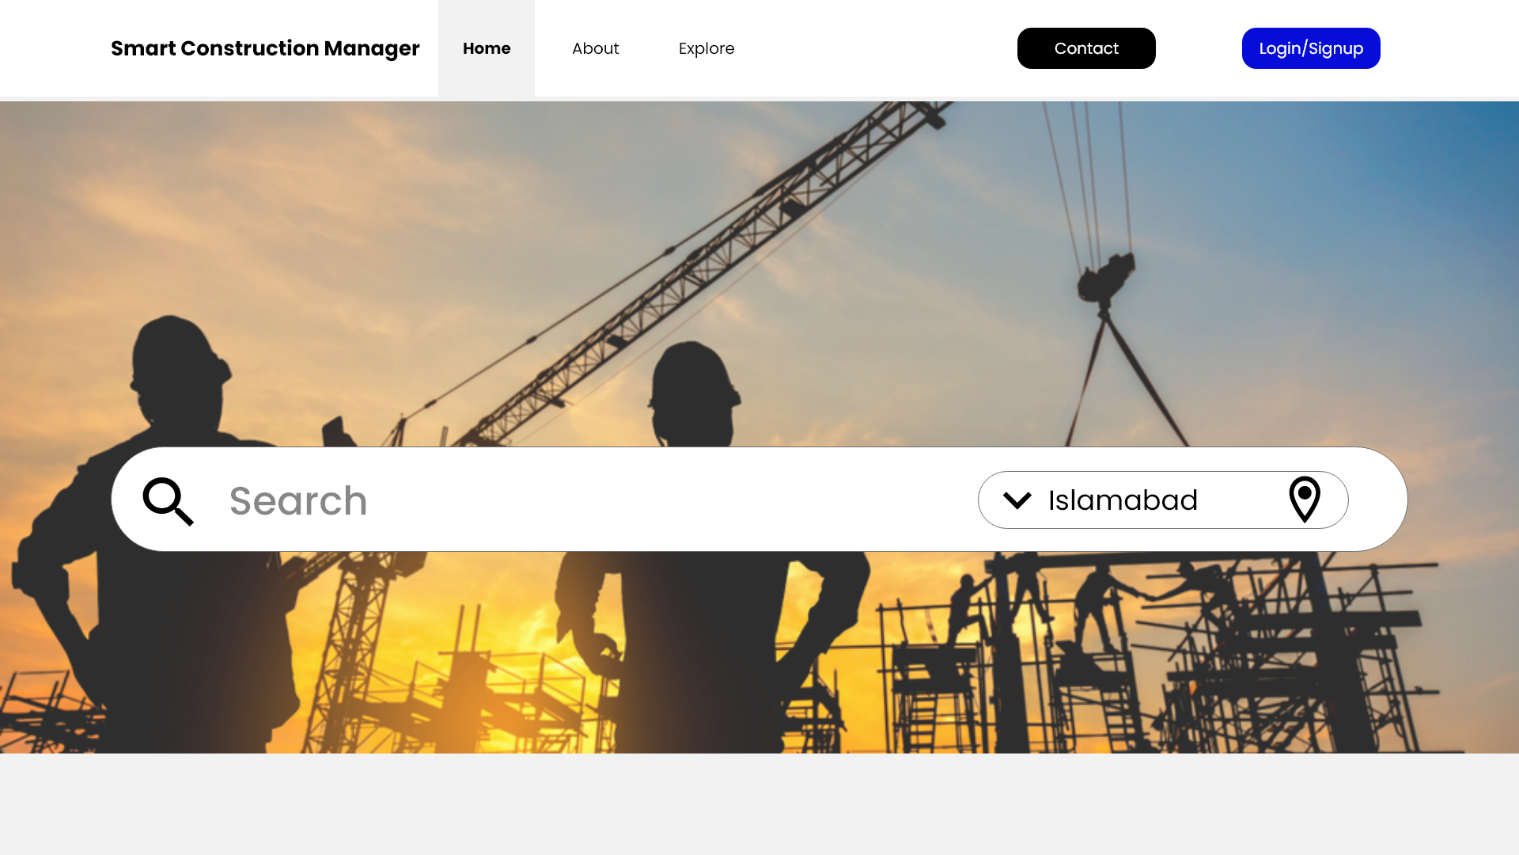 Smart Construction Manager
Home
About
Explore
Contact
Login/Signup
Search
Islamabad